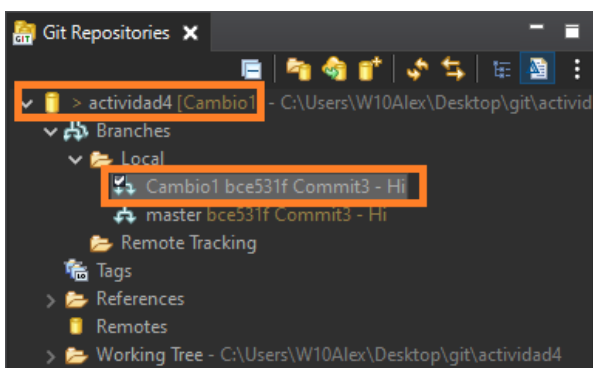 Git Repositories
> actividad4 [Cambio1] - C:\Users\W10Alex\Desktop\git\activid
Branches
Local
Cambio1 bce531f Commit3 - Hi
master bce531f Commit3 - Hi
Remote Tracking
Tags
References
Remotes
Working Tree - C:\Users\W10Alex\Desktop\git\actividad4